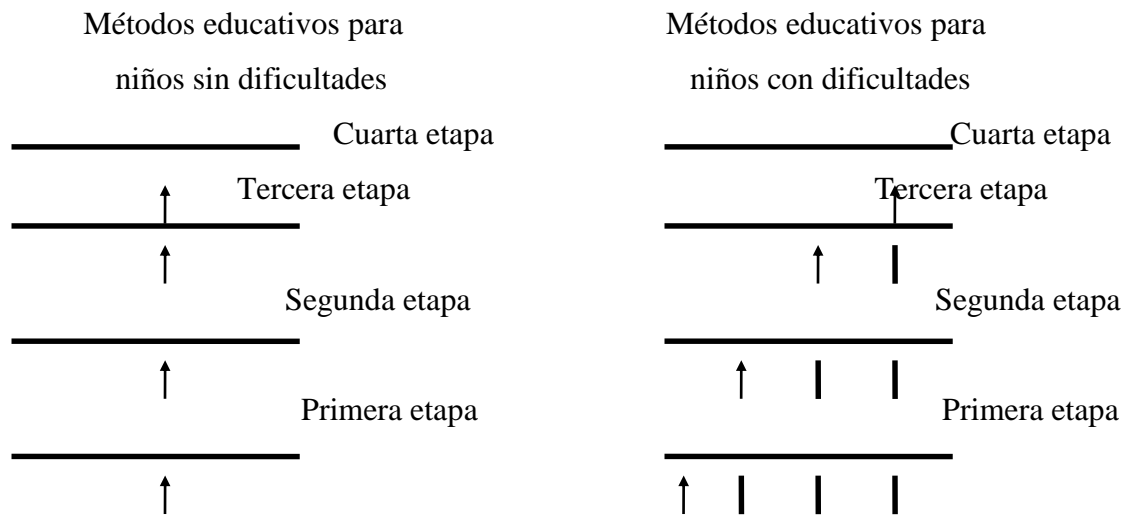 Métodos educativos para
niños sin dificultades
Cuarta etapa
Tercera etapa
Segunda etapa
Primera etapa
Métodos educativos para
niños con dificultades
Cuarta etapa
Tercera etapa
Segunda etapa
Primera etapa